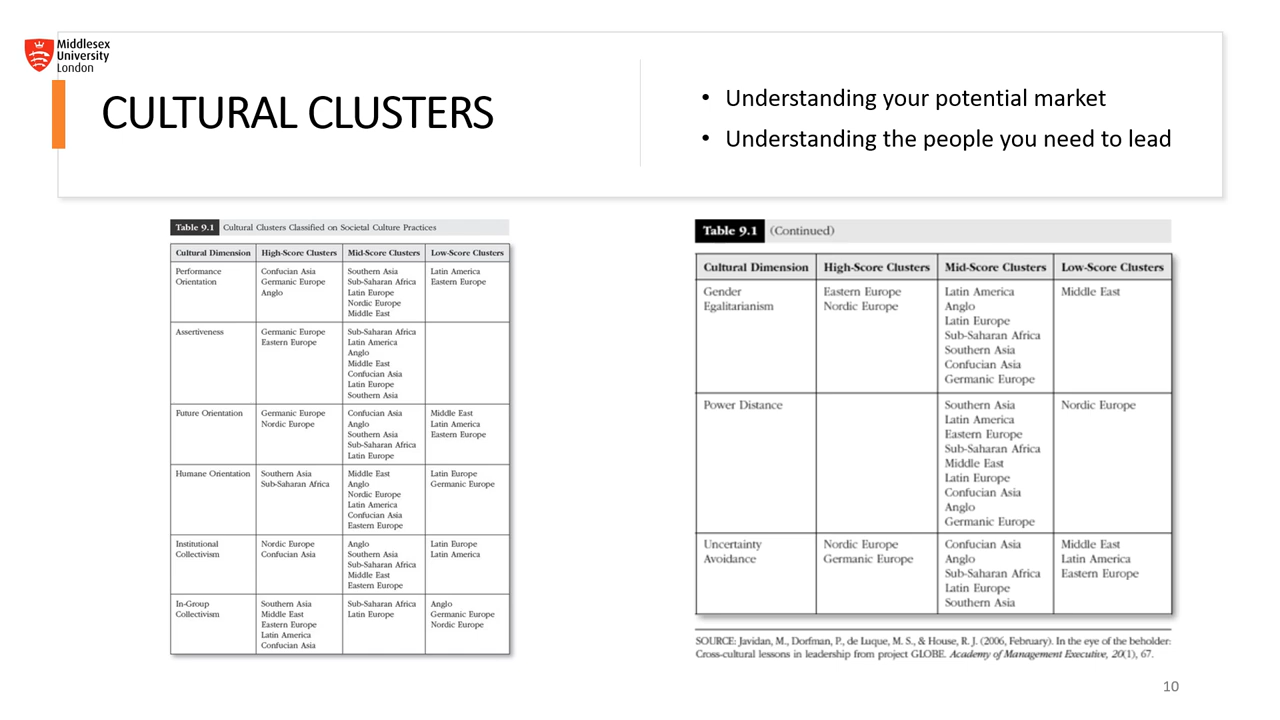 Middlesex
University
London
CULTURAL CLUSTERS
• Understanding your potential market
• Understanding the people you need to lead
Table 9.1 Cultural Clusters Classified on Societal Culture Practices
Cultural Dimension High-Score Clusters Mid-Score Clusters Low-Score Clusters
Performance Confucian Asia Southern Asia Latin America
Orientation Germanic Europe Sub-Saharan Africa Eastern Europe
Anglo Latin Europe
Nordic Europe
Middle East
Assertiveness Germanic Europe Sub-Saharan Africa
Eastern Europe Latin America
Anglo
Middle East
Confucian Asia
Latin Europe
Southern Asia
Future Orientation Germanic Europe Confucian Asia Middle East
Nordic Europe Anglo Latin America
Southern Asia Eastern Europe
Sub-Saharan Africa
Latin Europe
Humane Orientation Southern Asia Middle East Latin Europe
Sub-Saharan Africa Anglo Germanic Europe
Nordic Europe
Latin America
Confucian Asia
Eastern Europe
Institutional Nordic Europe Anglo Latin Europe
Collectivism Confucian Asia Southern Asia Latin America
Sub-Saharan Africa
Middle East
Eastern Europe
In-Group Southern Asia Sub-Saharan Africa Anglo
Collectivism Middle East Latin Europe Germanic Europe
Eastern Europe Nordic Europe
Latin America
Confucian Asia
Table 9.1 (Continued)
Cultural Dimension High-Score Clusters Mid-Score Clusters Low-Score Clusters
Gender Eastern Europe Latin America Middle East
Egalitarianism Nordic Europe Anglo
Latin Europe
Sub-Saharan Africa
Southern Asia
Confucian Asia
Germanic Europe
Power Distance Southern Asia Nordic Europe
Latin America
Eastern Europe
Sub-Saharan Africa
Middle East
Latin Europe
Confucian Asia
Anglo
Germanic Europe
Uncertainty Nordic Europe Confucian Asia Middle East
Avoidance Germanic Europe Anglo Latin America
Sub-Saharan Africa Eastern Europe
Latin Europe
Southern Asia
SOURCE: Javidan, M., Dorfman, P., de Luque, M. S., & House, R. J. (2006, February). In the eye of the beholder:
Cross-cultural lessons in leadership from project GLOBE. Academy of Management Executive, 20(1), 67.
10